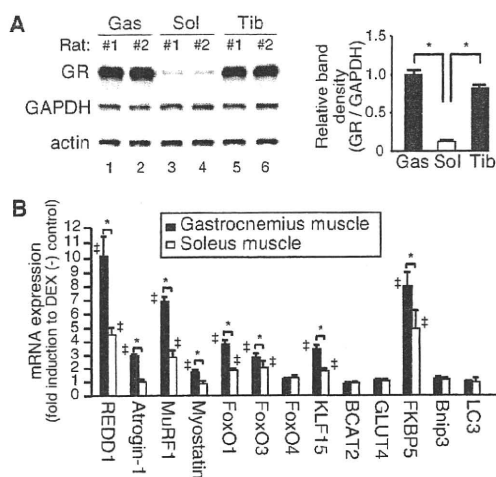 A
Gas Sol Tib
Rat: #1 #2 #1 #2 #1 #2
GR
GAPDH
actin
1 2 3 4 5 6
Relative band
density
(GR / GAPDH)
1.5
1.0
0.5
0
* *
Gas Sol Tib
B
mRNA expression
(fold induction to DEX (-) control)
12
11
10
9
8
7
6
5
4
3
2
1
0
Gastrocnemius muscle
Soleus muscle
‡ * ‡
‡ *
‡ * ‡
‡ *
‡ * ‡
‡ * ‡
‡ * ‡
‡ * ‡
REDD1
Atrogin-1
MuRF1
Myostatin
FoxO1
FoxO3
FoxO4
KLF15
BCAT2
GLUT4
FKBP5
Bnip3
LC3